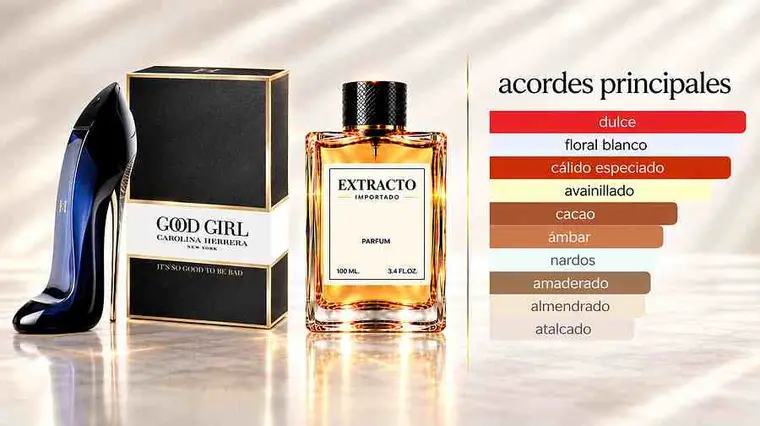 GOOD GIRL
CAROLINA HERRERA
NEW YORK
IT'S SO GOOD TO BE BAD
EXTRACTO
IMPORTADO
PARFUM
100 ML. 3.4 FL.OZ.
acordes principales
dulce
floral blanco
cálido especiado
avainillado
cacao
ámbar
nardos
amaderado
almendrado
atalcado